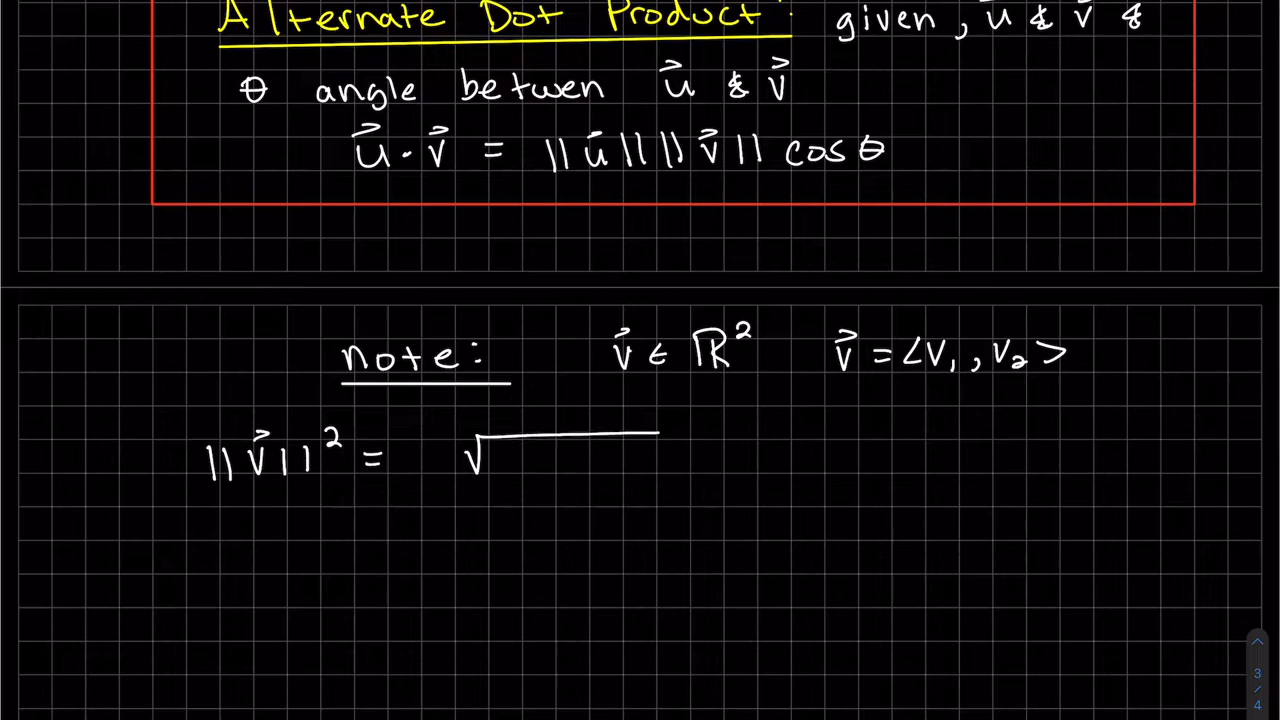 Alternate Dot Product: given, u⃗ & v⃗ &
θ angle betwen u⃗ & v⃗
u⃗ · v⃗ = ||u⃗|| ||v⃗|| cos θ
note: v⃗ ∈ ℝ² v⃗ = <v₁, v₂>
||v⃗||² = √
3
/
4